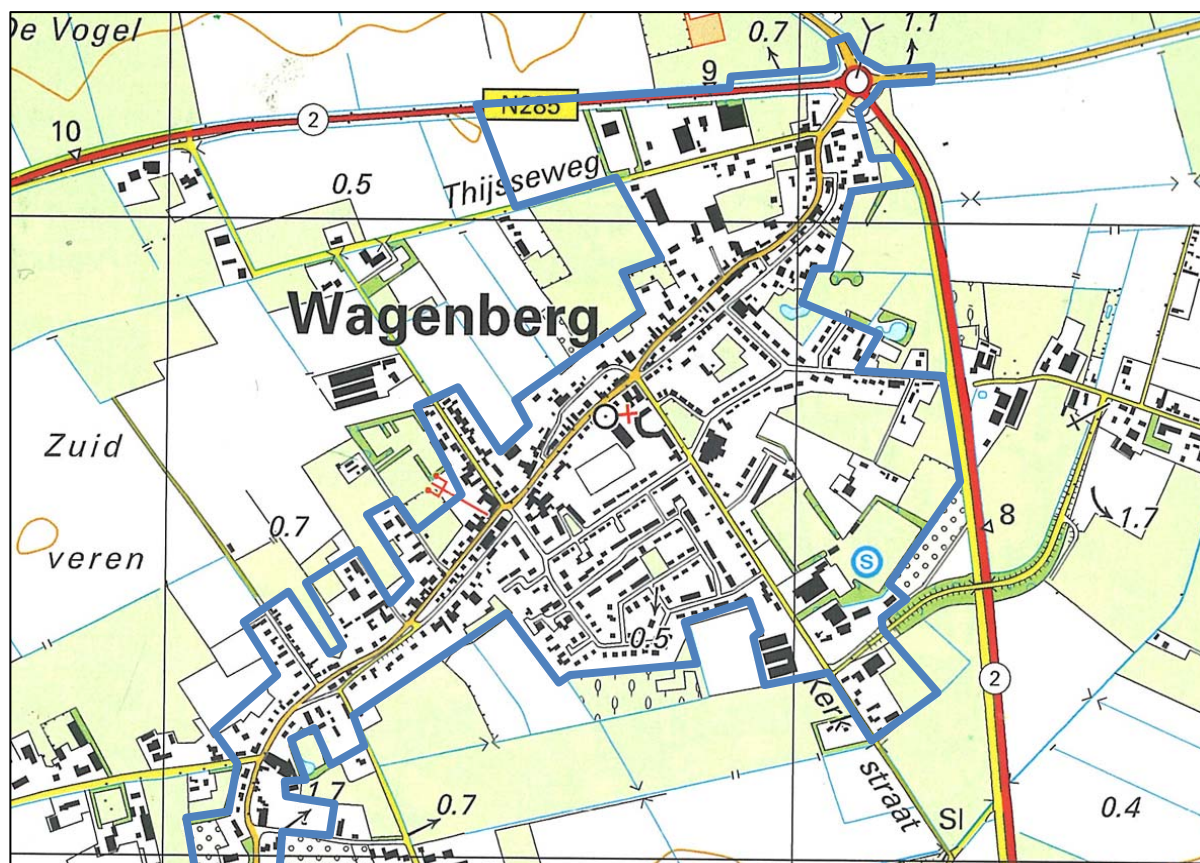 De Vogel
0.7
1.1
9
N285
2
10
0.5
Thijsseweg
Wagenberg
Zuid
8
0.7
1.7
veren
S
0.5
2
Kerk
straat
1.7
0.7
0.4
Sl